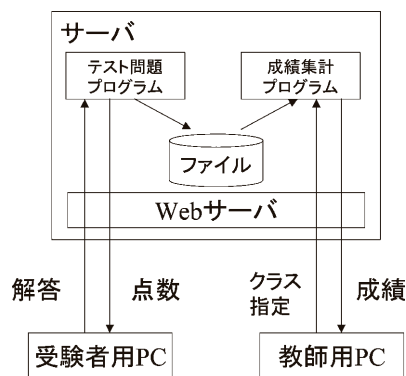 サーバ
テスト問題
プログラム
成績集計
プログラム
ファイル
Webサーバ
解答
点数
クラス
指定
成績
受験者用PC
教師用PC